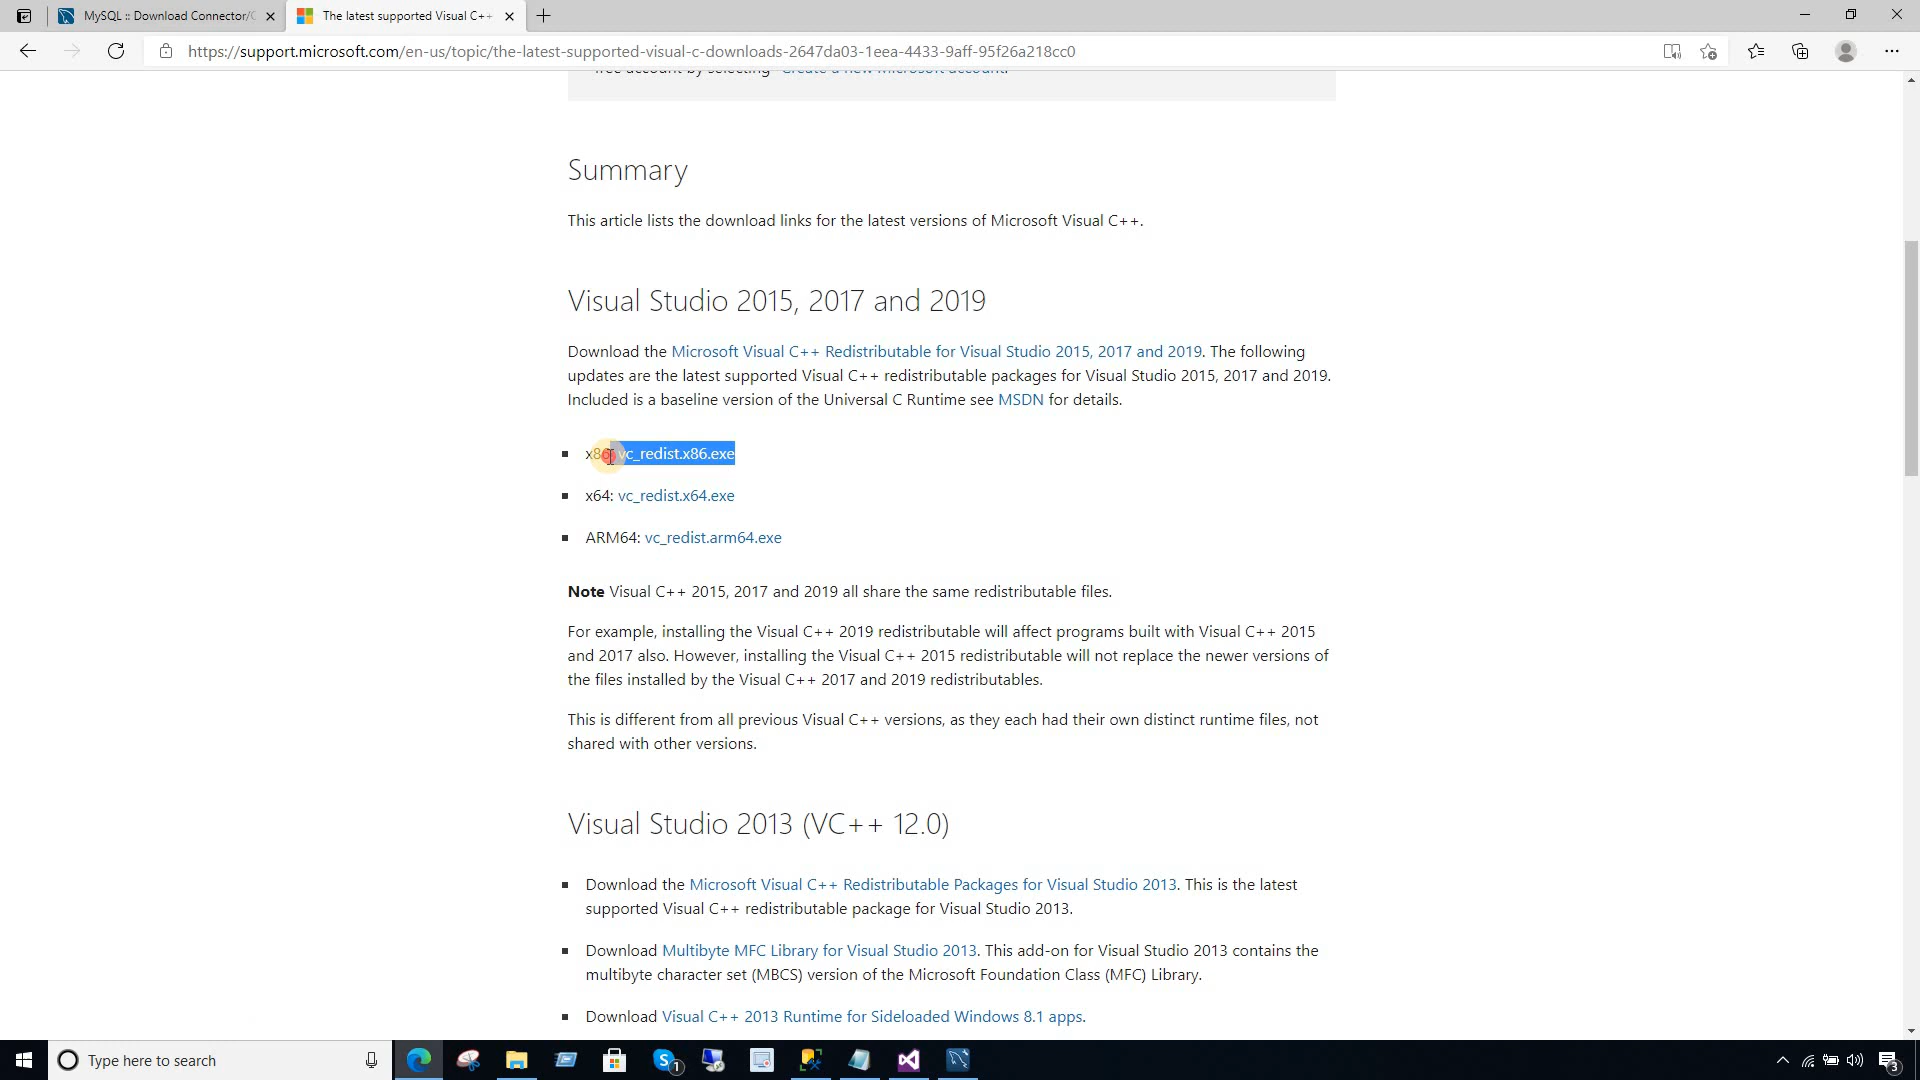 MySQL :: Download Connector/C
The latest supported Visual C++
https://support.microsoft.com/en-us/topic/the-latest-supported-visual-c-downloads-2647da03-1eea-4433-9aff-95f26a218cc0
free account by selecting "Create a new Microsoft account.
Summary
This article lists the download links for the latest versions of Microsoft Visual C++.
Visual Studio 2015, 2017 and 2019
Download the Microsoft Visual C++ Redistributable for Visual Studio 2015, 2017 and 2019. The following
updates are the latest supported Visual C++ redistributable packages for Visual Studio 2015, 2017 and 2019.
Included is a baseline version of the Universal C Runtime see MSDN for details.
x86: vc_redist.x86.exe
x64: vc_redist.x64.exe
ARM64: vc_redist.arm64.exe
Note Visual C++ 2015, 2017 and 2019 all share the same redistributable files.
For example, installing the Visual C++ 2019 redistributable will affect programs built with Visual C++ 2015
and 2017 also. However, installing the Visual C++ 2015 redistributable will not replace the newer versions of
the files installed by the Visual C++ 2017 and 2019 redistributables.
This is different from all previous Visual C++ versions, as they each had their own distinct runtime files, not
shared with other versions.
Visual Studio 2013 (VC++ 12.0)
Download the Microsoft Visual C++ Redistributable Packages for Visual Studio 2013. This is the latest
supported Visual C++ redistributable package for Visual Studio 2013.
Download Multibyte MFC Library for Visual Studio 2013. This add-on for Visual Studio 2013 contains the
multibyte character set (MBCS) version of the Microsoft Foundation Class (MFC) Library.
Download Visual C++ 2013 Runtime for Sideloaded Windows 8.1 apps.
Type here to search
1
3